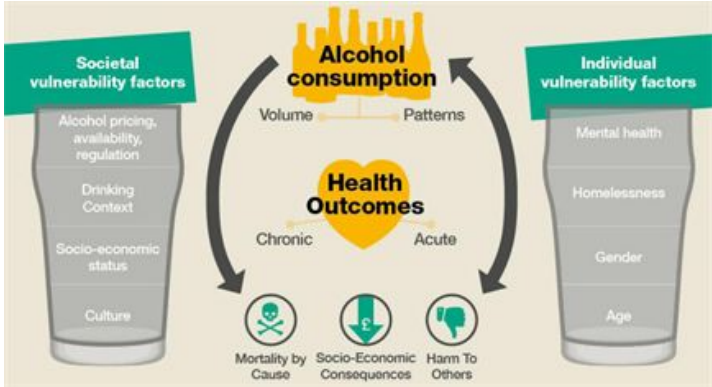 Societal
vulnerability factors
Alcohol pricing,
availability,
regulation
Drinking
Context
Socio-economic
status
Culture
Alcohol
consumption
Volume
Patterns
Health
Outcomes
Chronic
Acute
£
Mortality by
Cause
Socio-Economic
Consequences
Harm To
Others
Individual
vulnerability factors
Mental health
Homelessness
Gender
Age